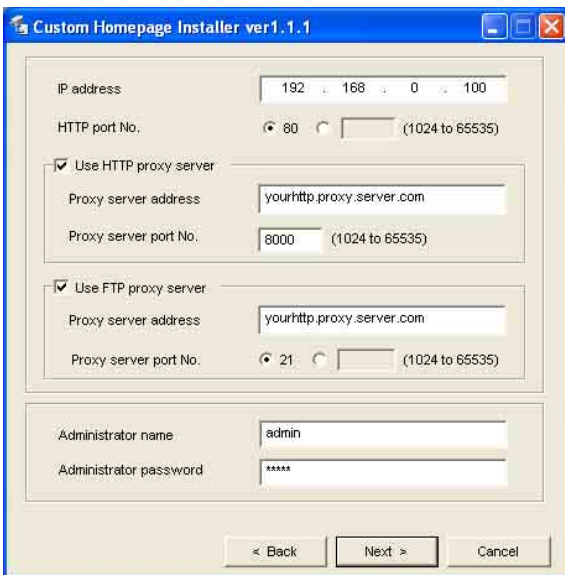 Custom Homepage Installer ver1.1.1
IP address 192 . 168 . 0 . 100
HTTP port No. 80 (1024 to 65535)
Use HTTP proxy server
Proxy server address yourhttp.proxy.server.com
Proxy server port No. 8000 (1024 to 65535)
Use FTP proxy server
Proxy server address yourhttp.proxy.server.com
Proxy server port No. 21 (1024 to 65535)
Administrator name admin
Administrator password *****
< Back Next > Cancel